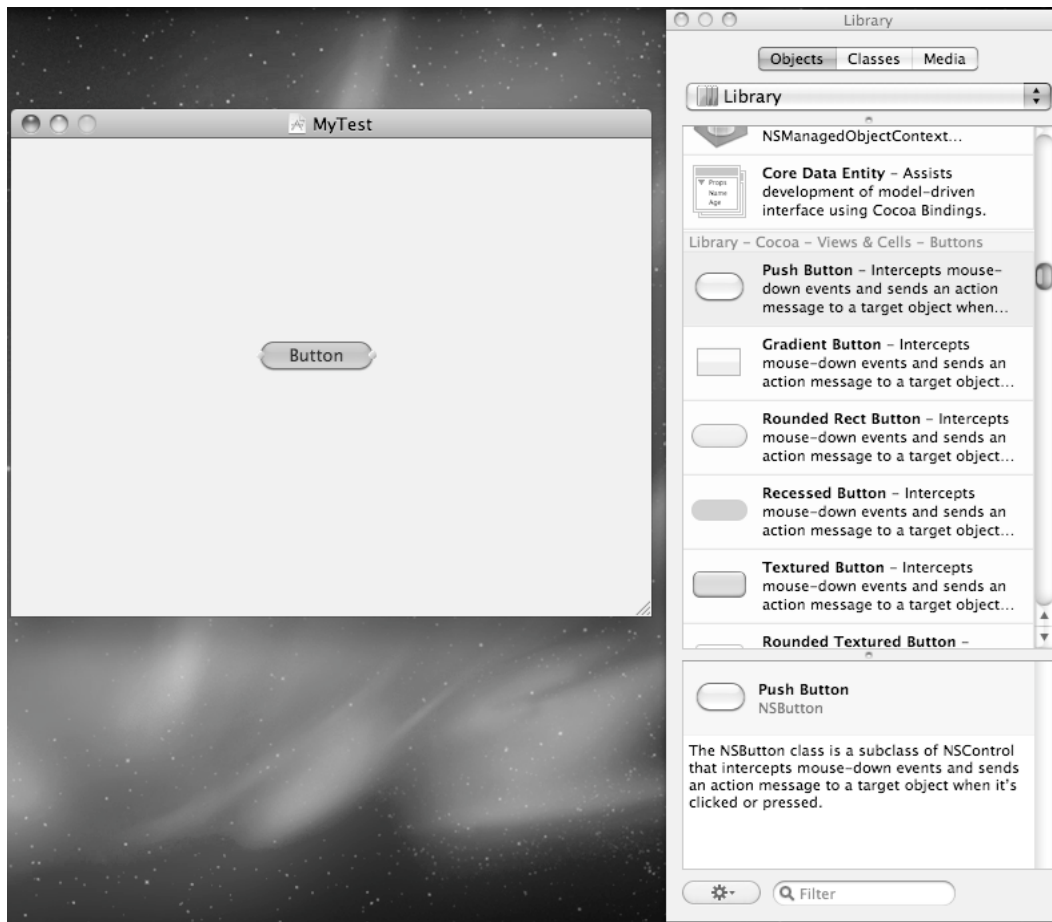 MyTest
Button
Library
Objects
Classes
Media
Library
NSManagedObjectContext...
Props
Name
Age
Core Data Entity – Assists
development of model-driven
interface using Cocoa Bindings.
Library – Cocoa – Views & Cells – Buttons
Push Button – Intercepts mouse-
down events and sends an action
message to a target object when...
Gradient Button – Intercepts
mouse-down events and sends an
action message to a target object...
Rounded Rect Button – Intercepts
mouse-down events and sends an
action message to a target object...
Recessed Button – Intercepts
mouse-down events and sends an
action message to a target object...
Textured Button – Intercepts
mouse-down events and sends an
action message to a target object...
Rounded Textured Button –
Push Button
NSButton
The NSButton class is a subclass of NSControl
that intercepts mouse-down events and sends
an action message to a target object when it's
clicked or pressed.
Filter